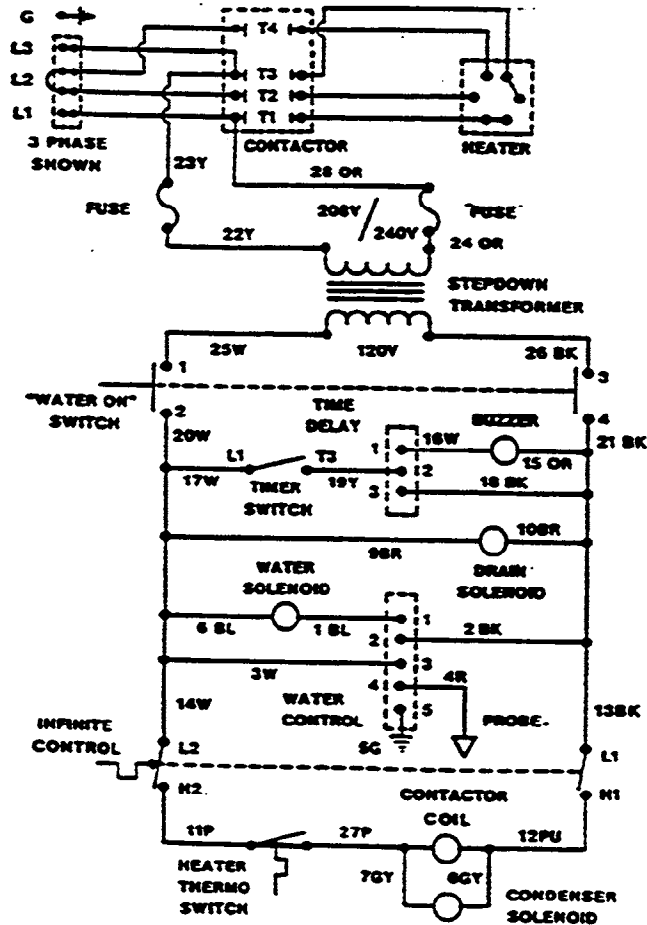 G
L3
L2
L1
3 PHASE
SHOWN
T4
T3
T2
T1
CONTACTOR
HEATER
23Y
28 OR
FUSE
208V
240V
FUSE
22Y
24 OR
STEPDOWN
TRANSFORMER
25W
120V
26 BK
1
3
"WATER ON"
SWITCH
2
4
TIME
DELAY
BUZZER
20W
21 BK
L1
T3
1
16W
15 OR
17W
19Y
2
TIMER
SWITCH
3
18 BK
9BR
10BR
DRAIN
SOLENOID
WATER
SOLENOID
6 BL
1 BL
1
2
2 BK
3W
3
4
4R
WATER
CONTROL
5
PROBE
SG
14W
13BK
INFINITE
CONTROL
L2
L1
H2
H1
CONTACTOR
COIL
11P
27P
12PU
HEATER
THERMO
SWITCH
7GY
6GY
CONDENSER
SOLENOID